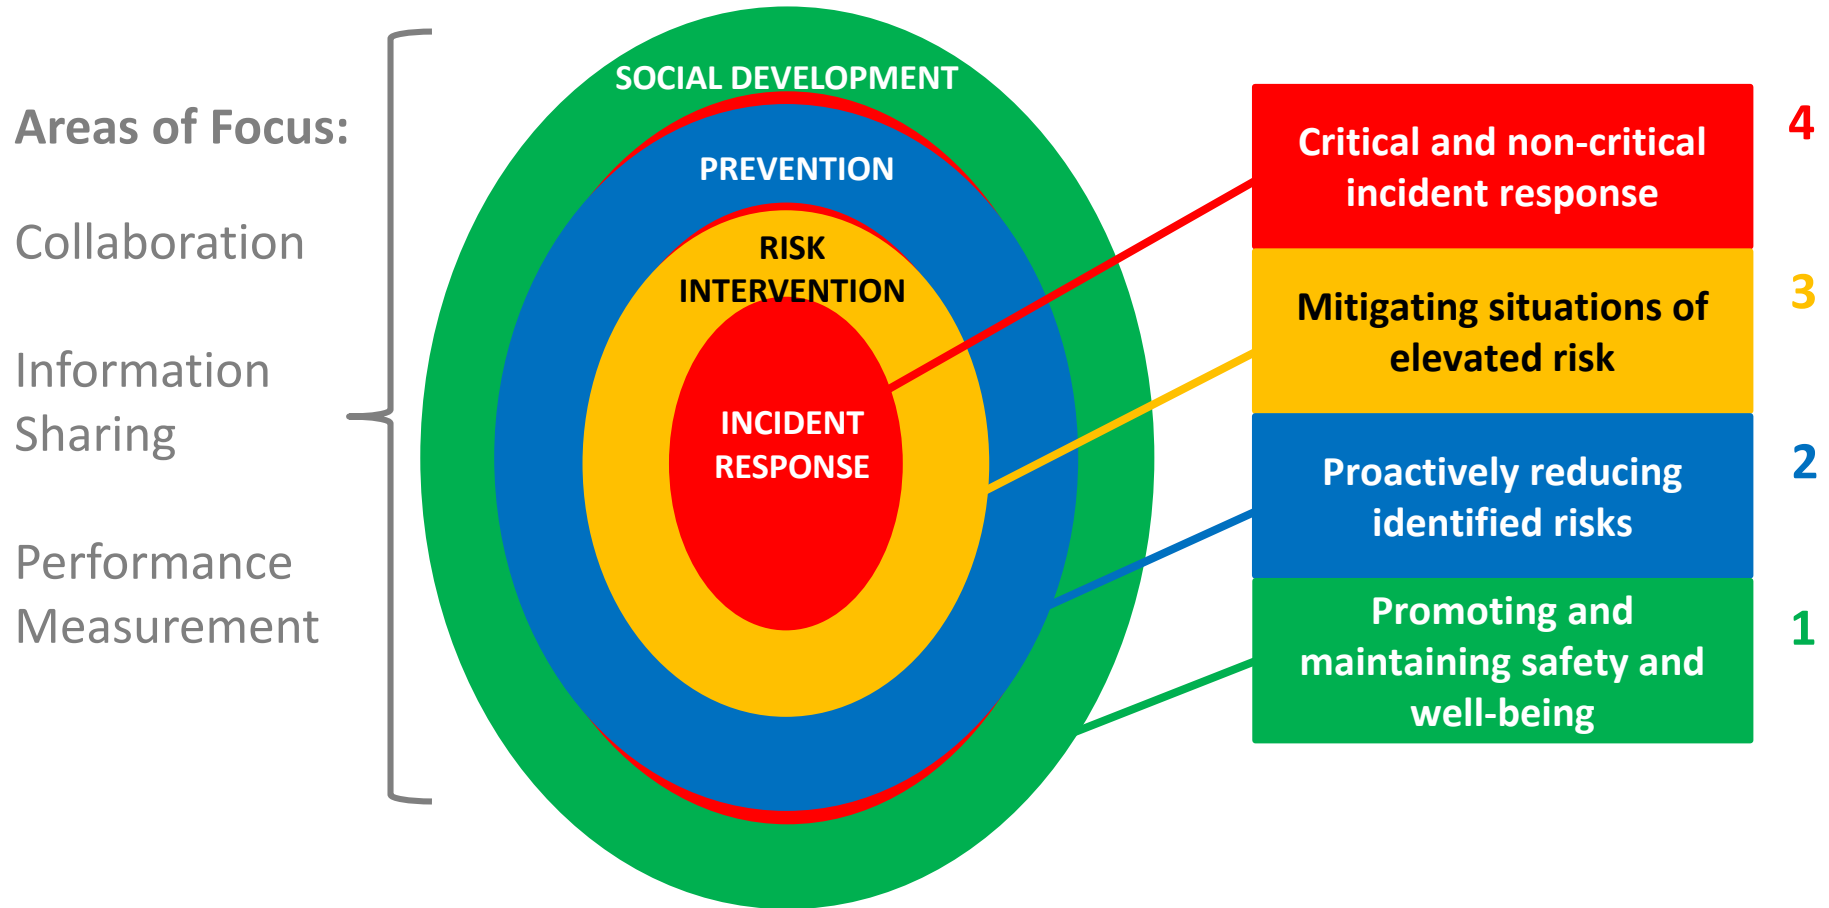 Areas of Focus:
Collaboration
Information
Sharing
Performance
Measurement
SOCIAL DEVELOPMENT
PREVENTION
RISK
INTERVENTION
INCIDENT
RESPONSE
Critical and non-critical
incident response
4
Mitigating situations of
elevated risk
3
Proactively reducing
identified risks
2
Promoting and
maintaining safety and
well-being
1